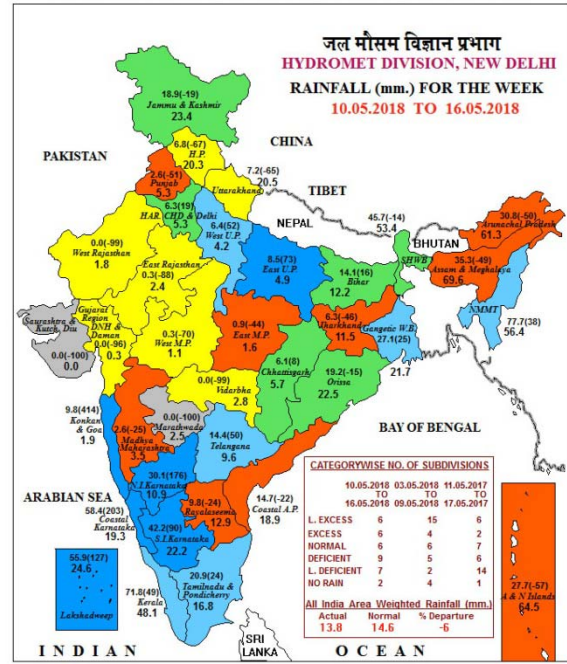 जल मौसम विज्ञान प्रभाग
HYDROMET DIVISION, NEW DELHI
RAINFALL (mm.) FOR THE WEEK
10.05.2018 TO 16.05.2018
18.9(-19)
Jammu & Kashmir
23.4
PAKISTAN
CHINA
TIBET
NEPAL
BHUTAN
6.8(-67)
H.P.
20.3
7.2(-65)
20.5
Uttarakhand
2.6(-51)
Punjab
5.3
6.3(19)
HAR. CHD & Delhi
5.3
6.4(52)
West U.P.
4.2
0.0(-99)
West Rajasthan
1.8
East Rajasthan
0.3(-88)
2.4
8.5(73)
East U.P.
4.9
45.7(-14)
53.4
SHWB
30.8(-50)
Arunachal Pradesh
61.3
35.3(-49)
Assam & Meghalaya
69.6
NMMT
77.7(38)
56.4
14.1(16)
Bihar
12.2
6.3(-46)
Jharkhand
11.5
Gangetic W.B.
27.1(25)
21.7
Saurashtra &
Kutch, Diu
0.0(-100)
0.0
Gujarat
Region
DNH &
Daman
0.0(-96)
0.3
0.3(-70)
West M.P.
1.1
0.9(-44)
East M.P.
1.6
6.1(8)
Chhattisgarh
5.7
19.2(-15)
Orissa
22.5
0.0(-99)
Vidarbha
2.8
9.8(414)
Konkan
& Goa
1.9
2.6(-25)
Madhya
Maharashtra
3.5
0.0(-100)
Marathwada
2.5
14.4(50)
Telangana
9.6
BAY OF BENGAL
ARABIAN SEA
30.1(176)
N.I.Karnataka
10.9
58.4(203)
Coastal
Karnataka
19.3
9.8(-24)
Rayalaseema
12.9
14.7(-22)
Coastal A.P.
18.9
42.2(90)
S.I.Karnataka
22.2
55.9(127)
24.6
Lakshadweep
71.8(49)
Kerala
48.1
20.9(24)
Tamilnadu &
Pondicherry
16.8
SRI
LANKA
INDIAN OCEAN
CATEGORYWISE NO. OF SUBDIVISIONS
10.05.2018 03.05.2018 11.05.2017
TO TO TO
16.05.2018 09.05.2018 17.05.2017
L. EXCESS 6 15 6
EXCESS 6 4 2
NORMAL 6 6 7
DEFICIENT 9 5 6
L. DEFICIENT 7 2 14
NO RAIN 2 4 1
All India Area Weighted Rainfall (mm.)
Actual Normal % Departure
13.8 14.6 -6
27.7(-57)
A & N Islands
64.5